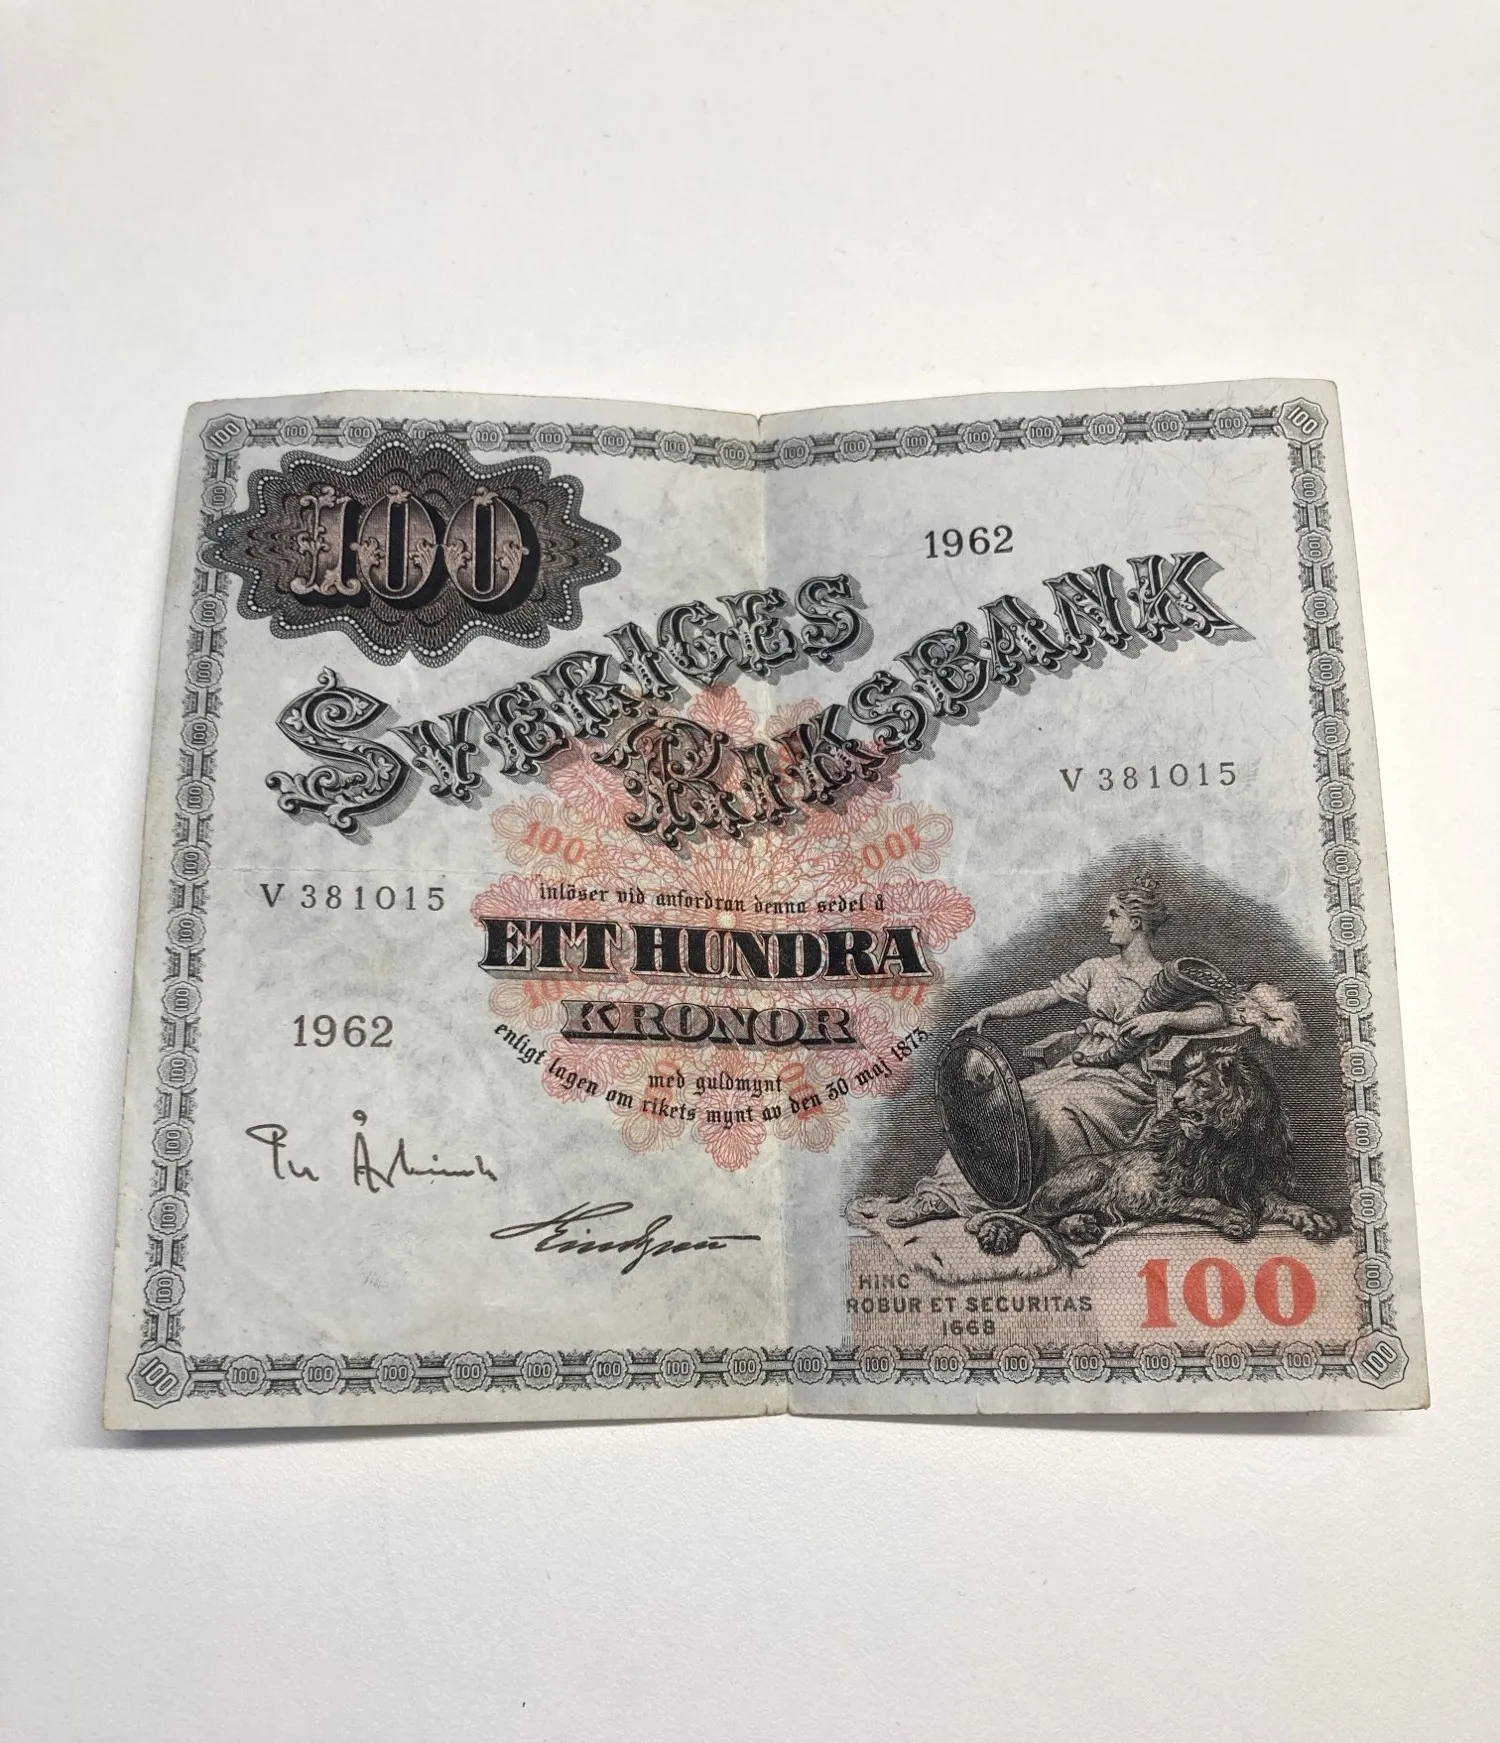 100
1962
SVERIGES
RIKSBANK
V 381015
V 381015
100 100
inlöser vid anfordran denna sedel å
ETT HUNDRA
KRONOR
1962
med guldmynt
enligt lagen om rikets mynt av den 30 maj 1873
HINC
ROBUR ET SECURITAS
1668
100